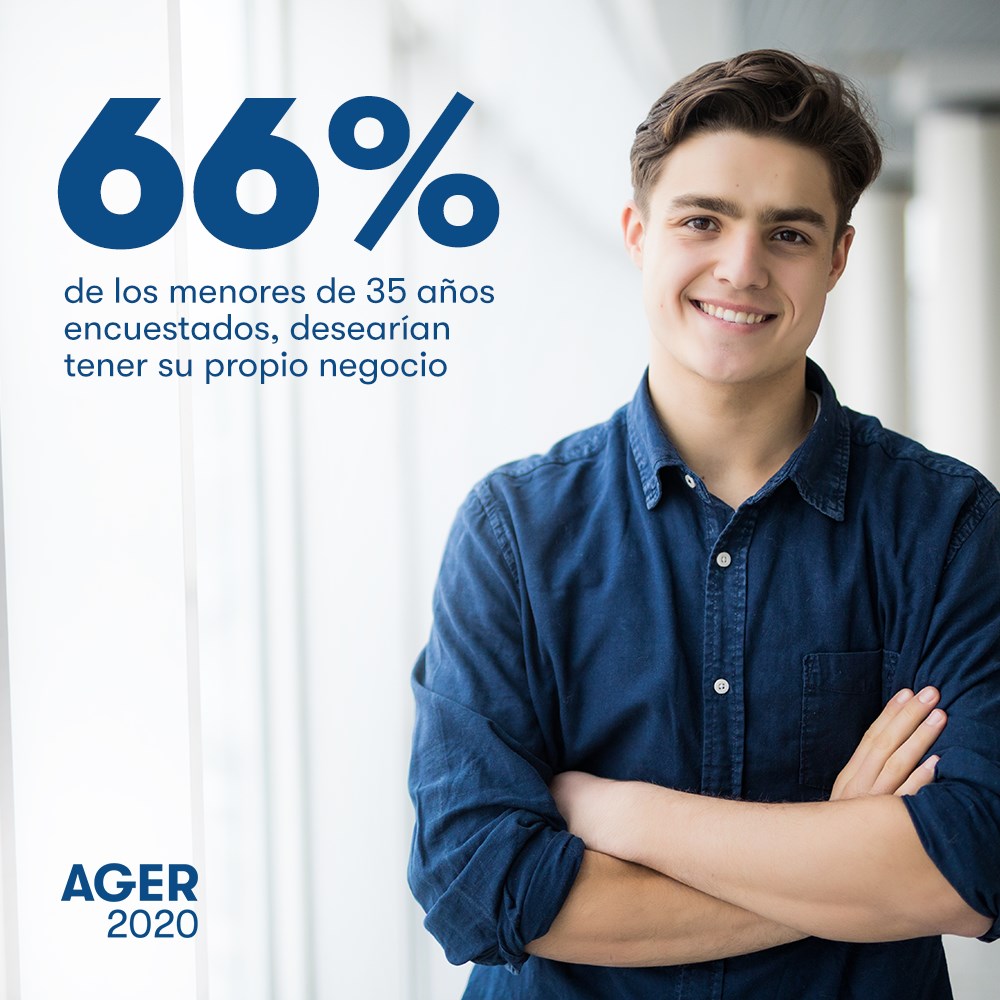 66%
de los menores de 35 años
encuestados, desearían
tener su propio negocio
AGER
2020